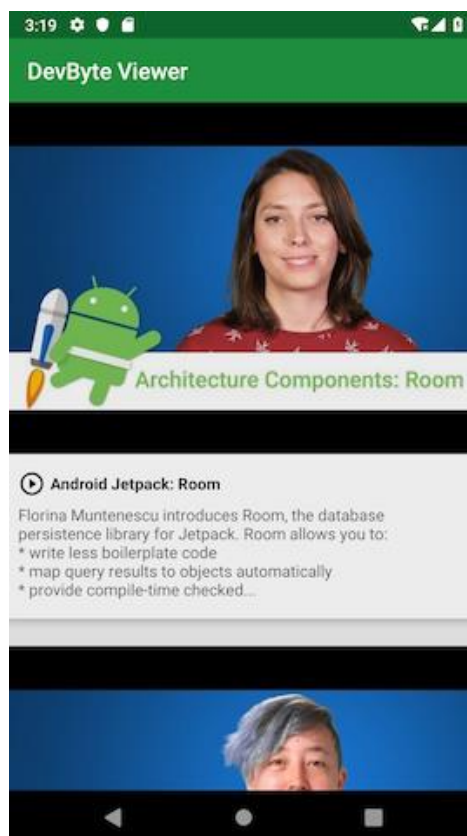 3:19
DevByte Viewer
Architecture Components: Room
Android Jetpack: Room
Florina Muntenescu introduces Room, the database
persistence library for Jetpack. Room allows you to:
* write less boilerplate code
* map query results to objects automatically
* provide compile-time checked...